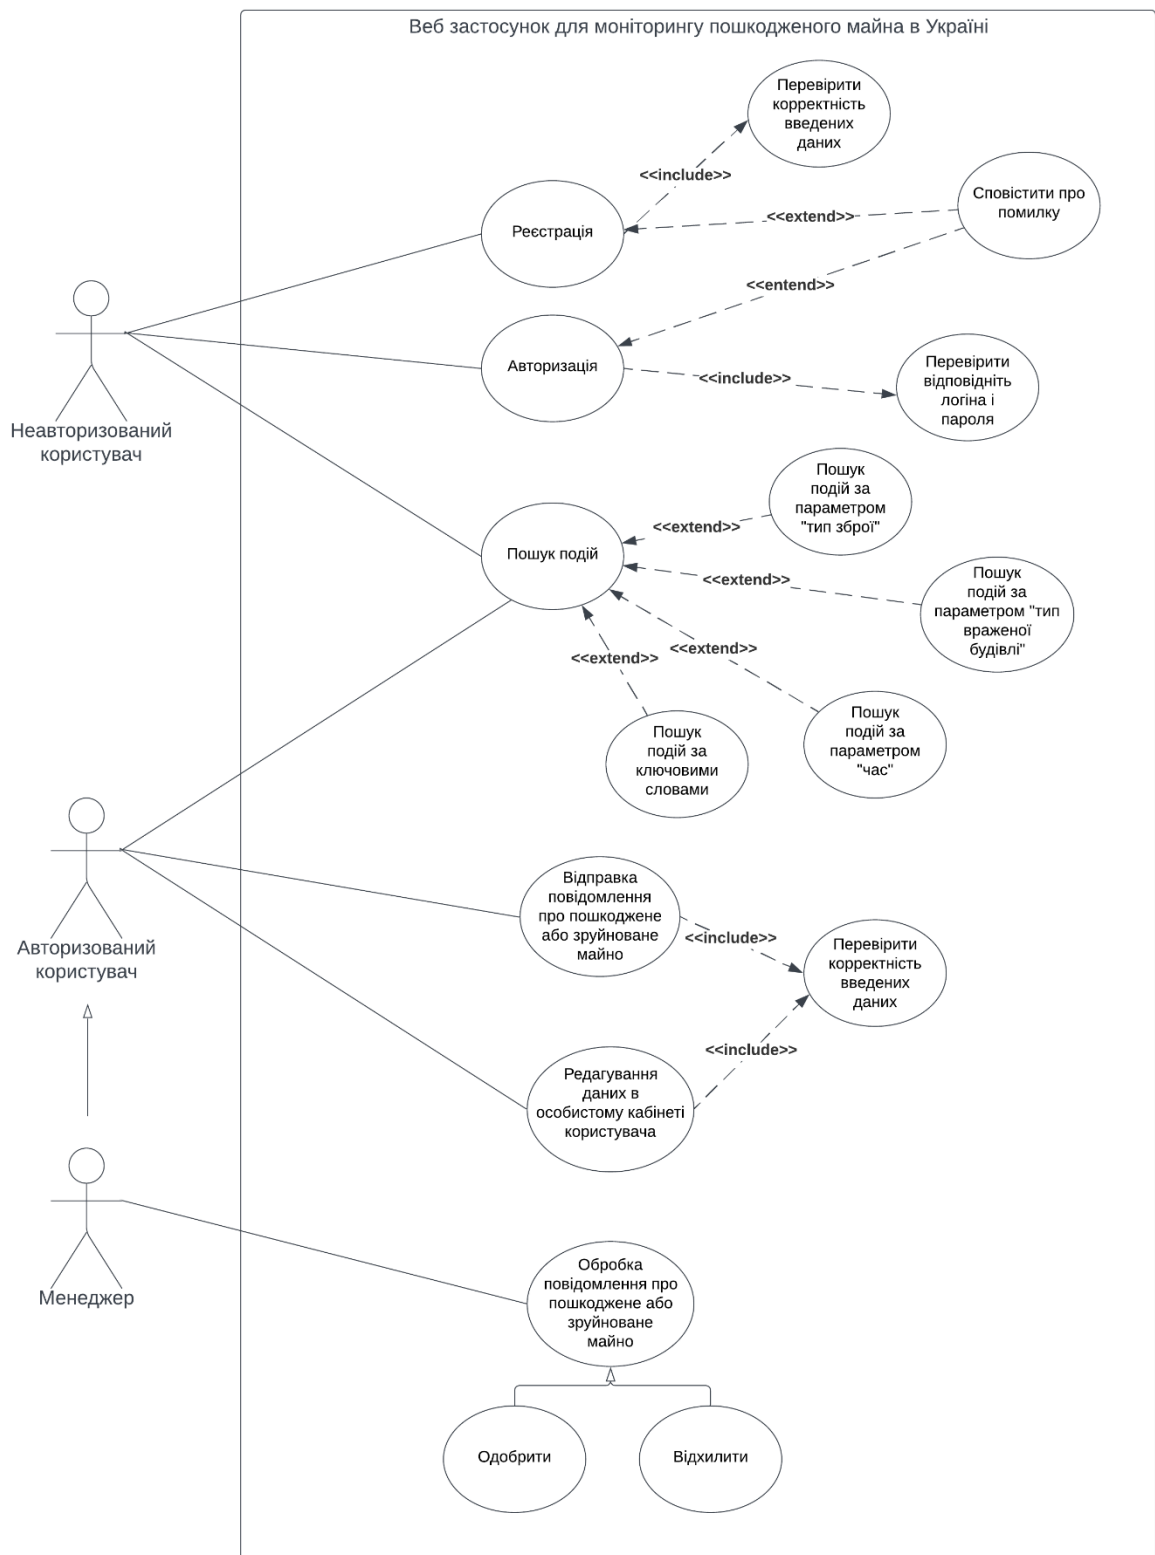 Веб застосунок для моніторингу пошкодженого майна в Україні
Перевірити
корректність
введених
даних
<<include>>
Сповістити про
помилку
<<extend>>
Реєстрація
<<entend>>
Неавторизований
користувач
Авторизація
<<include>>
Перевірити
відповідніть
логіна і
пароля
Пошук
подій за
параметром
"тип зброї"
<<extend>>
Пошук подій
<<extend>>
Пошук
подій за
параметром "тип
враженої
будівлі"
<<extend>>
<<extend>>
Пошук
подій за
ключовими
словами
Пошук
подій за
параметром
"час"
Авторизований
користувач
Відправка
повідомлення
про пошкоджене
або зруйноване
майно
<<include>>
Перевірити
корректність
введених
даних
<<include>>
Редагування
даних в
особистому кабінеті
користувача
Менеджер
Обробка
повідомлення про
пошкоджене або
зруйноване
майно
Одобрити
Відхилити